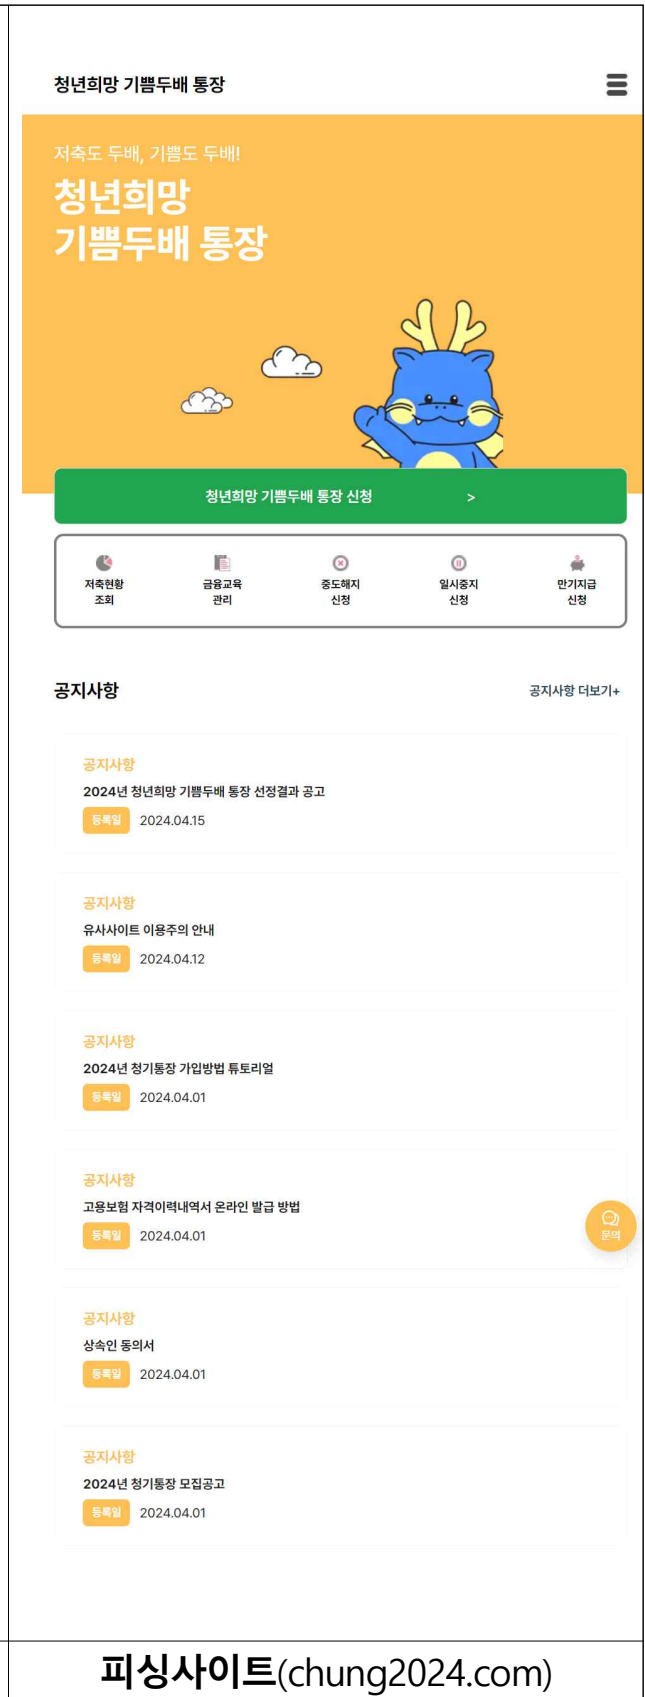 청년희망 기쁨두배 통장
저축도 두배, 기쁨도 두배!
청년희망
기쁨두배 통장
청년희망 기쁨두배 통장 신청 >
저축현황 금융교육 중도해지 일시중지 만기지급
조회 관리 신청 신청 신청
공지사항 공지사항 더보기+
공지사항
2024년 청년희망 기쁨두배 통장 선정결과 공고
등록일 2024.04.15
공지사항
유사사이트 이용주의 안내
등록일 2024.04.12
공지사항
2024년 청기통장 가입방법 튜토리얼
등록일 2024.04.01
공지사항
고용보험 자격이력내역서 온라인 발급 방법
등록일 2024.04.01
문의
공지사항
상속인 동의서
등록일 2024.04.01
공지사항
2024년 청기통장 모집공고
등록일 2024.04.01
피싱사이트(chung2024.com)